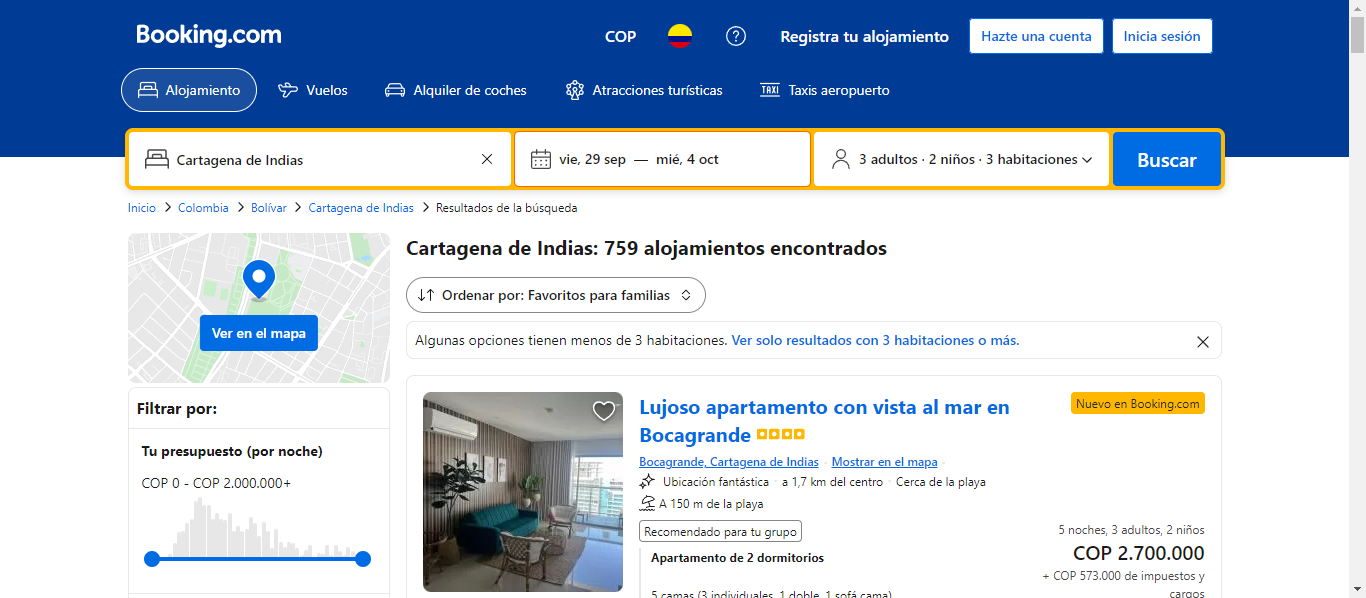 Booking.com
COP
Registra tu alojamiento
Hazte una cuenta
Inicia sesión
Alojamiento
Vuelos
Alquiler de coches
Atracciones turísticas
TAXI
Taxis aeropuerto
Cartagena de Indias
vie, 29 sep — mié, 4 oct
3 adultos · 2 niños · 3 habitaciones
Buscar
Inicio
Colombia
Bolívar
Cartagena de Indias
Resultados de la búsqueda
Ver en el mapa
Filtrar por:
Tu presupuesto (por noche)
COP 0 - COP 2.000.000+
Cartagena de Indias: 759 alojamientos encontrados
Ordenar por: Favoritos para familias
Algunas opciones tienen menos de 3 habitaciones. Ver solo resultados con 3 habitaciones o más.
Lujoso apartamento con vista al mar en
Bocagrande
Nuevo en Booking.com
Bocagrande, Cartagena de Indias · Mostrar en el mapa ·
Ubicación fantástica · a 1,7 km del centro · Cerca de la playa
A 150 m de la playa
Recomendado para tu grupo
Apartamento de 2 dormitorios
5 camas (3 individuales, 1 doble, 1 sofá cama)
5 noches, 3 adultos, 2 niños
COP 2.700.000
+ COP 573.000 de impuestos y
cargos